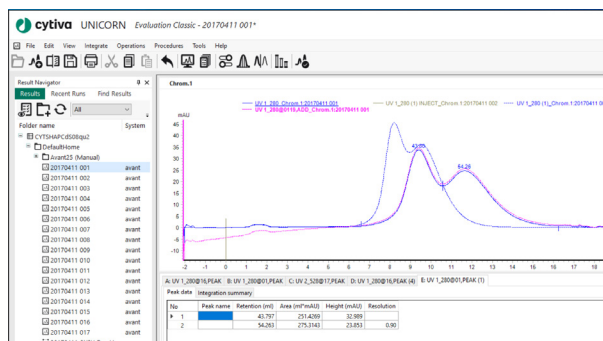 cytiva UNICORN Evaluation Classic - 20170411 001*
File Edit View Integrate Operations Procedures Tools Help
Result Navigator
Results Recent Runs Find Results
All
Folder name System
CYTSHAPCd508qu2
DefaultHome
Avant25 (Manual)
20170411 001 avant
20170411 002 avant
20170411 003 avant
20170411 004 avant
20170411 005 avant
20170411 006 avant
20170411 007 avant
20170411 008 avant
20170411 009 avant
20170411 010 avant
20170411 011 avant
20170411 012 avant
20170411 013 avant
20170411 014 avant
20170411 015 avant
20170411 016 avant
20170411 017 avant
Chrom.1
UV 1_280_Chrom.1:20170411 001 UV 1_280 (1) INJECT_Chrom.1:20170411 002 UV 1_280 (1)_Chrom.1:20170411 0
UV 1_280@0119,ADD_Chrom.1:20170411 001
mAU
45
40
35
30
25
20
15
10
5
0
-5
-10
43.80
54.26
-2 -1 0 1 2 3 4 5 6 7 8 9 10 11 12 13 14 15 16 17 18
A: UV 1_280@16,PEAK B: UV 1_280@01,PEAK C: UV 2_528@17,PEAK D: UV 1_280@16,PEAK (4) E: UV 1_280@01,PEAK (1)
Peak data Integration summary
No Peak name Retention (ml) Area (ml*mAU) Height (mAU) Resolution
1 43.797 251.4269 32.989
2 54.263 275.3143 23.853 0.90